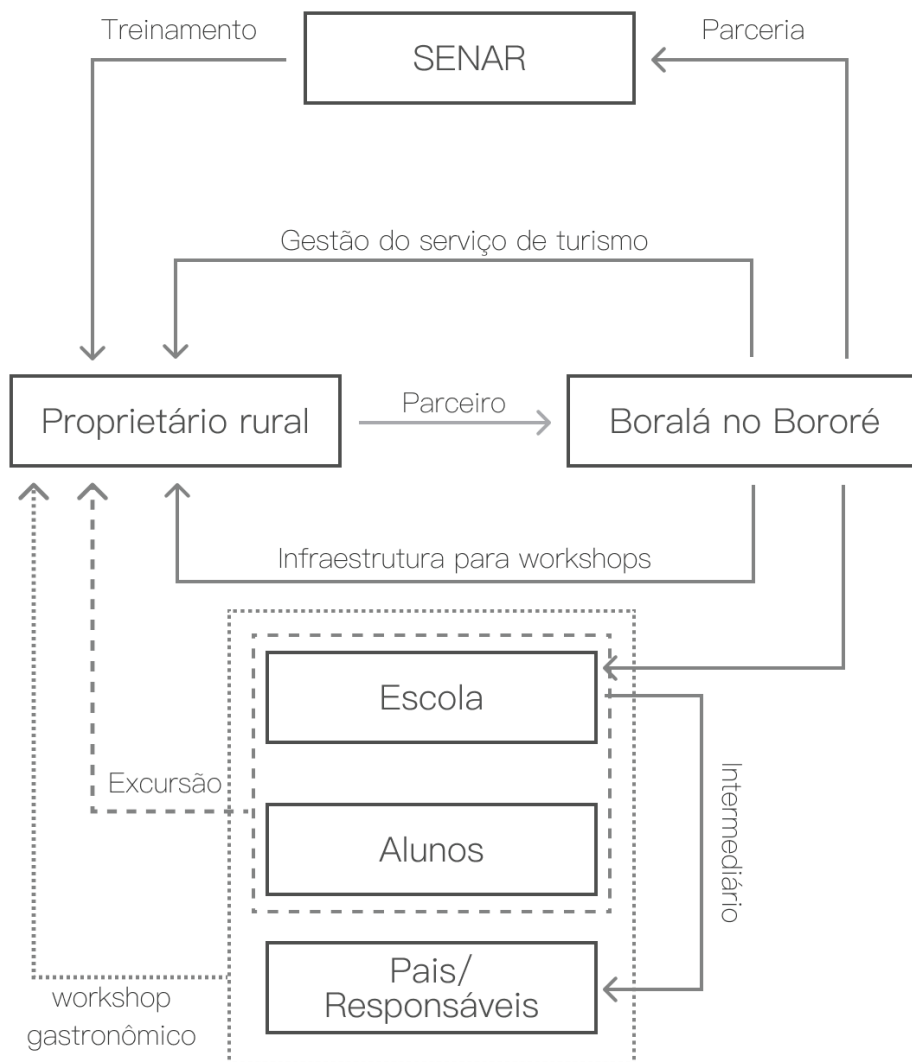 Treinamento
SENAR
Parceria
Gestão do serviço de turismo
Proprietário rural
Parceiro
Boralá no Bororé
Infraestrutura para workshops
Escola
Excursão
Intermediário
Alunos
Pais/
Responsáveis
workshop
gastronômico